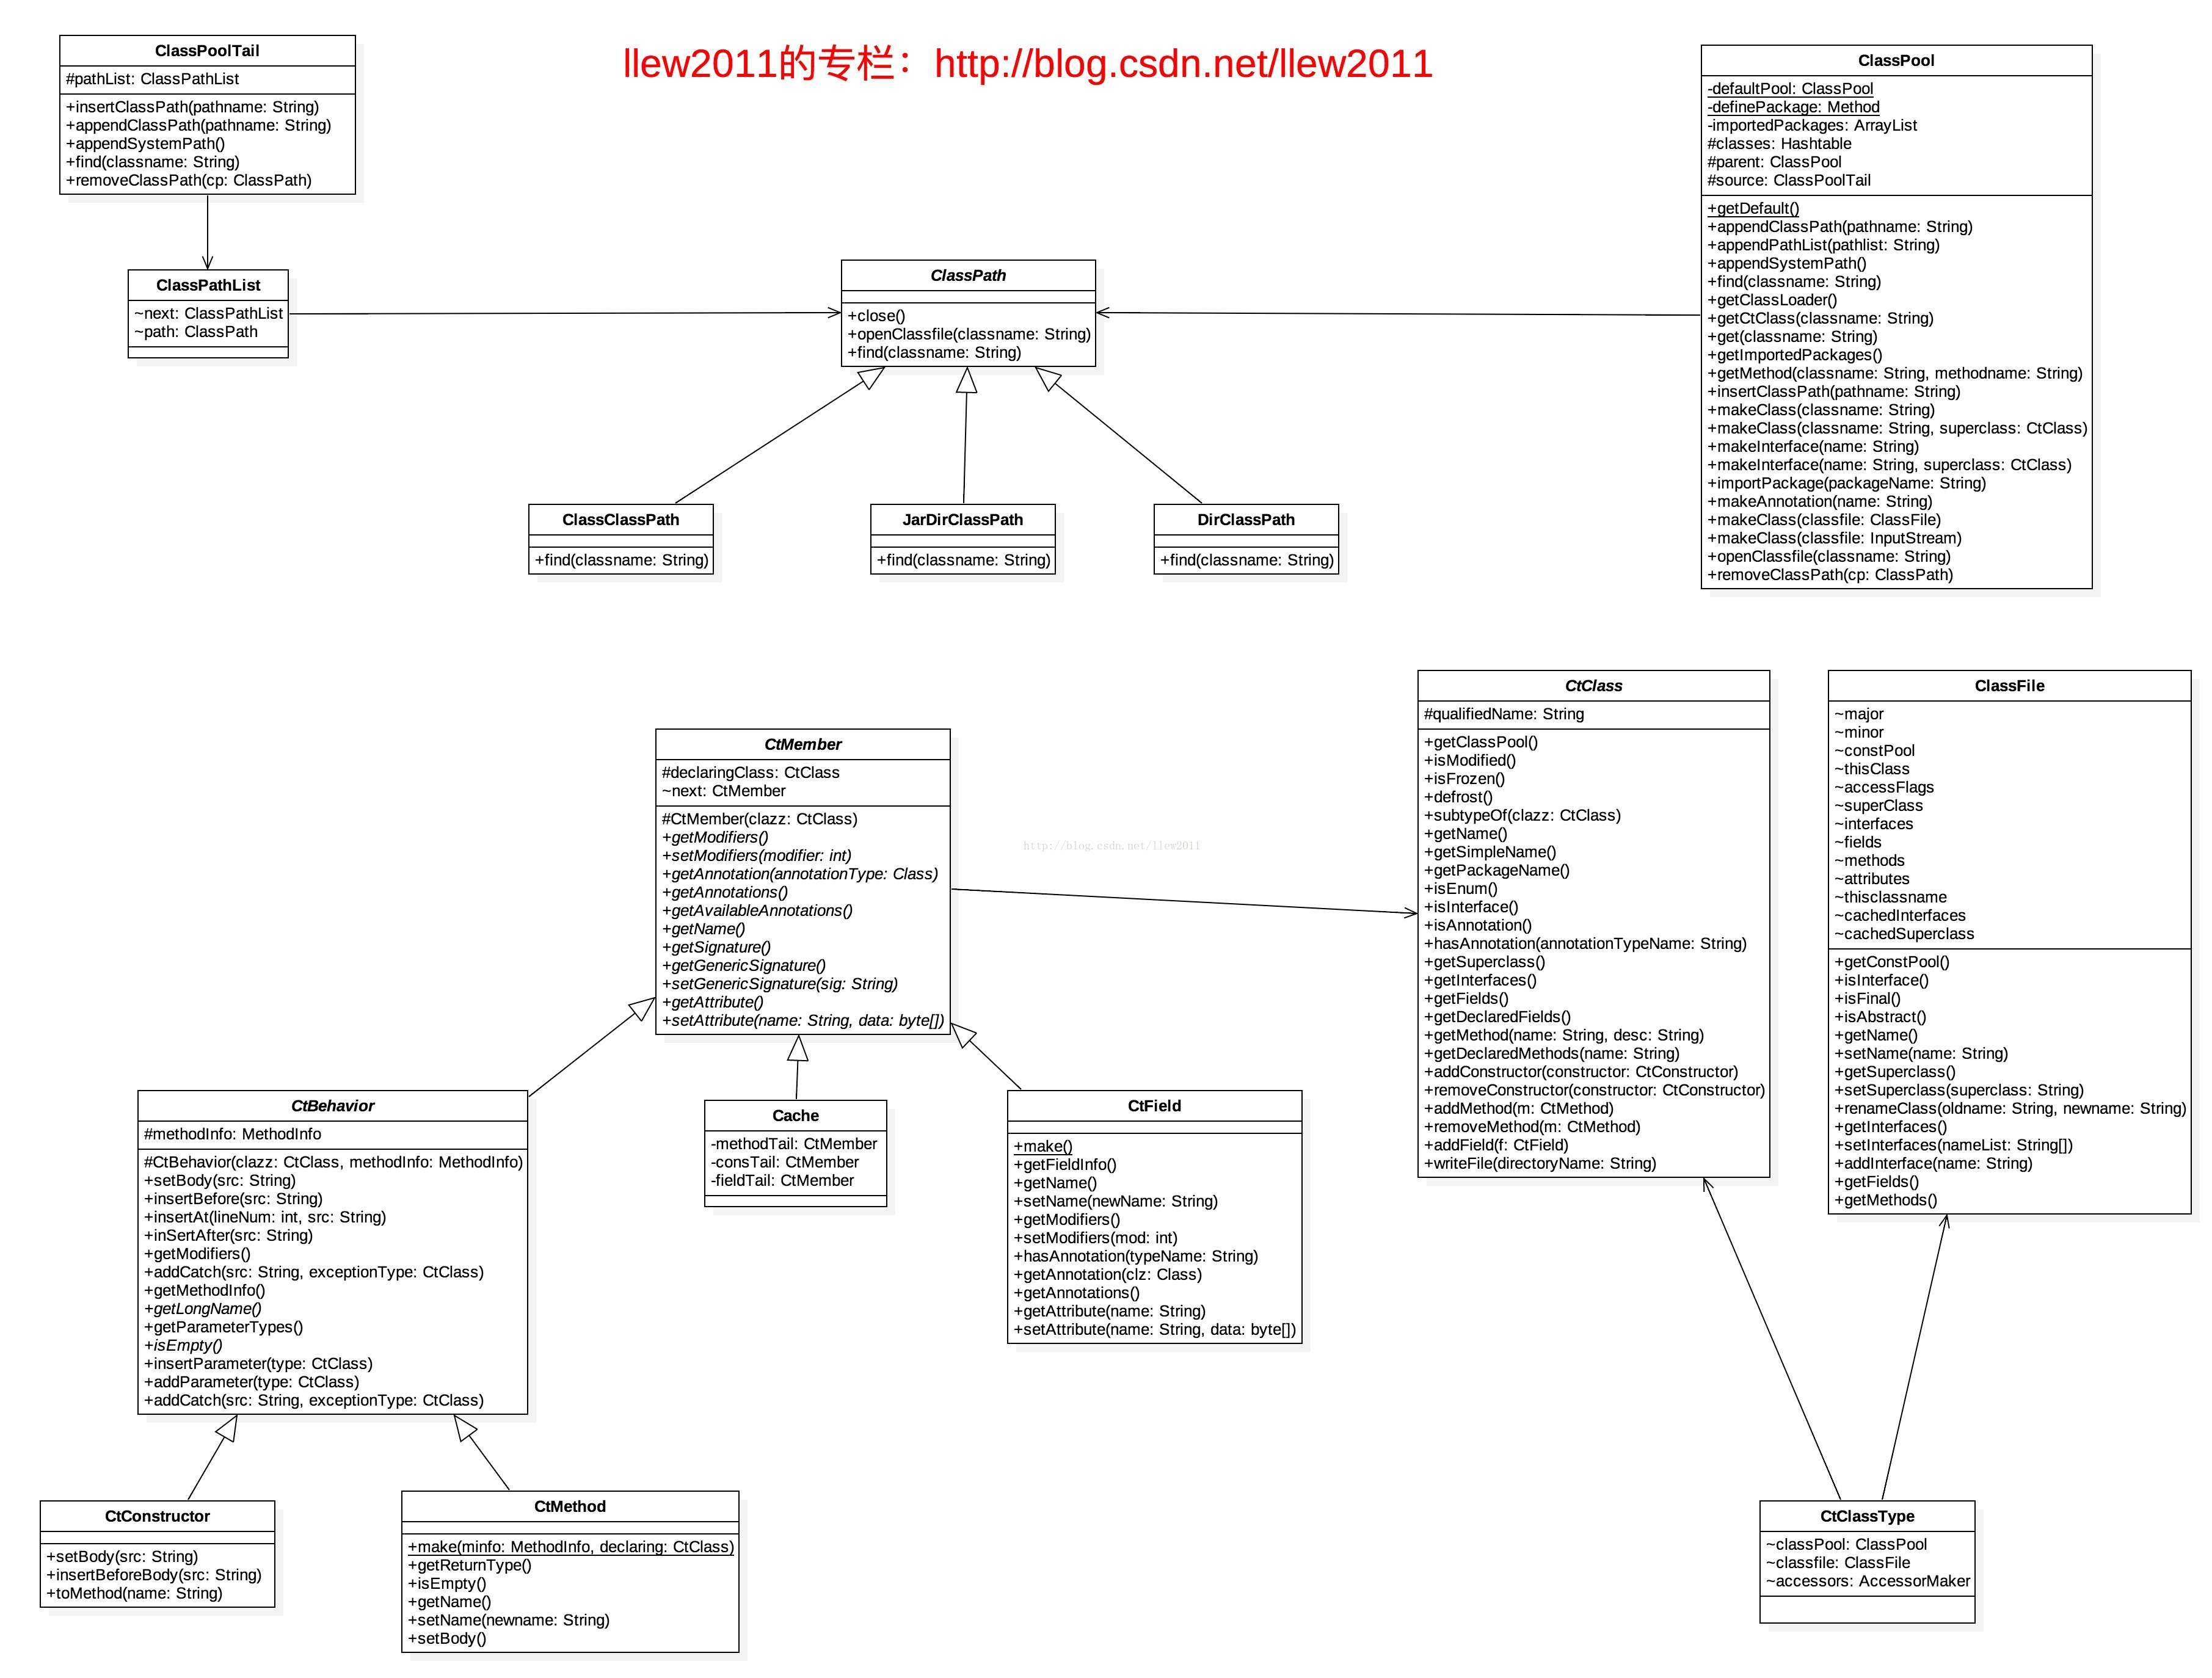 llew2011的专栏：http://blog.csdn.net/llew2011
ClassPoolTail
#pathList: ClassPathList
+insertClassPath(pathname: String)
+appendClassPath(pathname: String)
+appendSystemPath()
+find(classname: String)
+removeClassPath(cp: ClassPath)
ClassPool
-defaultPool: ClassPool
-definePackage: Method
-importedPackages: ArrayList
#classes: Hashtable
#parent: ClassPool
#source: ClassPoolTail
+getDefault()
+appendClassPath(pathname: String)
+appendPathList(pathlist: String)
+appendSystemPath()
+find(classname: String)
+getClassLoader()
+getCtClass(classname: String)
+get(classname: String)
+getImportedPackages()
+getMethod(classname: String, methodname: String)
+insertClassPath(pathname: String)
+makeClass(classname: String)
+makeClass(classname: String, superclass: CtClass)
+makeInterface(name: String)
+makeInterface(name: String, superclass: CtClass)
+importPackage(packageName: String)
+makeAnnotation(name: String)
+makeClass(classfile: ClassFile)
+makeClass(classfile: InputStream)
+openClassfile(classname: String)
+removeClassPath(cp: ClassPath)
ClassPathList
~next: ClassPathList
~path: ClassPath
ClassPath
+close()
+openClassfile(classname: String)
+find(classname: String)
ClassClassPath
+find(classname: String)
JarDirClassPath
+find(classname: String)
DirClassPath
+find(classname: String)
CtMember
#declaringClass: CtClass
~next: CtMember
#CtMember(clazz: CtClass)
+getModifiers()
+setModifiers(modifier: int)
+getAnnotation(annotationType: Class)
+getAnnotations()
+getAvailableAnnotations()
+getName()
+getSignature()
+getGenericSignature()
+setGenericSignature(sig: String)
+getAttribute()
+setAttribute(name: String, data: byte[])
http://blog.csdn.net/llew2011
CtClass
#qualifiedName: String
+getClassPool()
+isModified()
+isFrozen()
+defrost()
+subtypeOf(clazz: CtClass)
+getName()
+getSimpleName()
+getPackageName()
+isEnum()
+isInterface()
+isAnnotation()
+hasAnnotation(annotationTypeName: String)
+getSuperclass()
+getInterfaces()
+getFields()
+getDeclaredFields()
+getMethod(name: String, desc: String)
+getDeclaredMethods(name: String)
+addConstructor(constructor: CtConstructor)
+removeConstructor(constructor: CtConstructor)
+addMethod(m: CtMethod)
+removeMethod(m: CtMethod)
+addField(f: CtField)
+writeFile(directoryName: String)
ClassFile
~major
~minor
~constPool
~thisClass
~accessFlags
~superClass
~interfaces
~fields
~methods
~attributes
~thisclassname
~cachedInterfaces
~cachedSuperclass
+getConstPool()
+isInterface()
+isFinal()
+isAbstract()
+getName()
+setName(name: String)
+getSuperclass()
+setSuperclass(superclass: String)
+renameClass(oldname: String, newname: String)
+getInterfaces()
+setInterfaces(nameList: String[])
+addInterface(name: String)
+getFields()
+getMethods()
CtBehavior
#methodInfo: MethodInfo
#CtBehavior(clazz: CtClass, methodInfo: MethodInfo)
+setBody(src: String)
+insertBefore(src: String)
+insertAt(lineNum: int, src: String)
+inSertAfter(src: String)
+getModifiers()
+addCatch(src: String, exceptionType: CtClass)
+getMethodInfo()
+getLongName()
+getParameterTypes()
+isEmpty()
+insertParameter(type: CtClass)
+addParameter(type: CtClass)
+addCatch(src: String, exceptionType: CtClass)
Cache
-methodTail: CtMember
-consTail: CtMember
-fieldTail: CtMember
CtField
+make()
+getFieldInfo()
+getName()
+setName(newName: String)
+getModifiers()
+setModifiers(mod: int)
+hasAnnotation(typeName: String)
+getAnnotation(clz: Class)
+getAnnotations()
+getAttribute(name: String)
+setAttribute(name: String, data: byte[])
CtConstructor
+setBody(src: String)
+insertBeforeBody(src: String)
+toMethod(name: String)
CtMethod
+make(minfo: MethodInfo, declaring: CtClass)
+getReturnType()
+isEmpty()
+getName()
+setName(newname: String)
+setBody()
CtClassType
~classPool: ClassPool
~classfile: ClassFile
~accessors: AccessorMaker